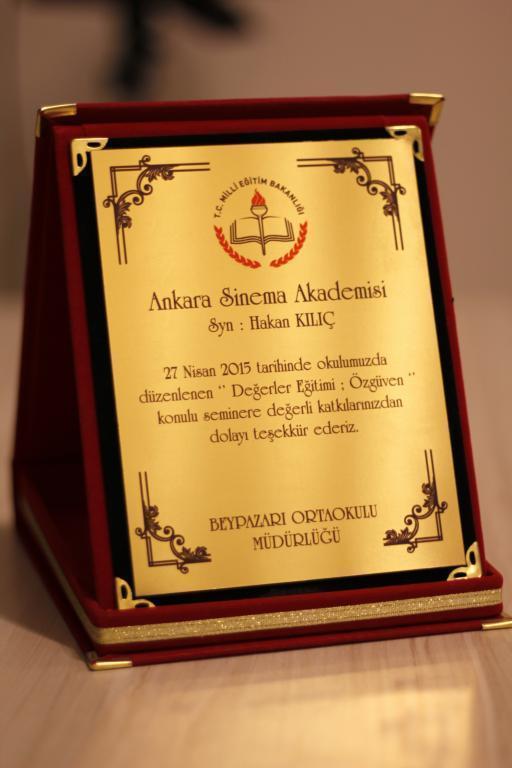 T.C. MİLLİ EĞİTİM BAKANLIĞI
Ankara Sinema Akademisi
Syn : Hakan KILIÇ
27 Nisan 2015 tarihinde okulumuzda
düzenlenen '' Değerler Eğitimi ; Özgüven ''
konulu seminere değerli katkılarınızdan
dolayı teşekkür ederiz.
BEYPAZARI ORTAOKULU
MÜDÜRLÜĞÜ